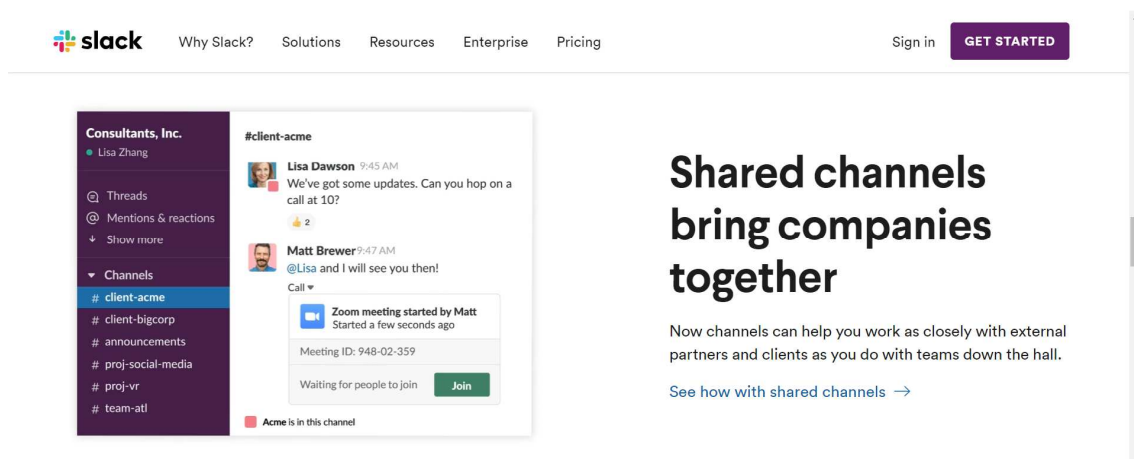 slack Why Slack? Solutions Resources Enterprise Pricing Sign in GET STARTED
Consultants, Inc.
Lisa Zhang
Threads
@ Mentions & reactions
Show more
Channels
# client-acme
# client-bigcorp
# announcements
# proj-social-media
# proj-vr
# team-atl
#client-acme
Lisa Dawson 9:45 AM
We've got some updates. Can you hop on a
call at 10?
2
Matt Brewer 9:47 AM
@Lisa and I will see you then!
Call
Zoom meeting started by Matt
Started a few seconds ago
Meeting ID: 948-02-359
Waiting for people to join Join
Acme is in this channel
Shared channels
bring companies
together
Now channels can help you work as closely with external
partners and clients as you do with teams down the hall.
See how with shared channels →